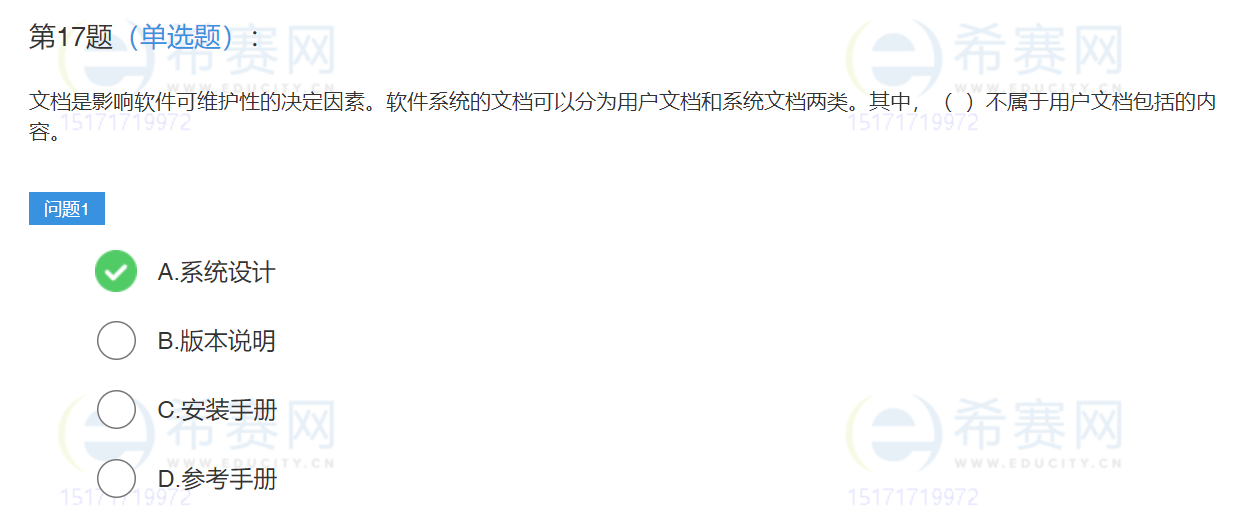 第17题（单选题）：
希赛网
WWW.EDUCITY.CN
15171719972
希赛网
WWW.EDUCITY.CN
15171719972
文档是影响软件可维护性的决定因素。软件系统的文档可以分为用户文档和系统文档两类。其中，（ ）不属于用户文档包括的内
容。
问题1
A.系统设计
B.版本说明
C.安装手册
D.参考手册
希赛网
WWW.EDUCITY.CN
15171719972
希赛网
WWW.EDUCITY.CN
15171719972